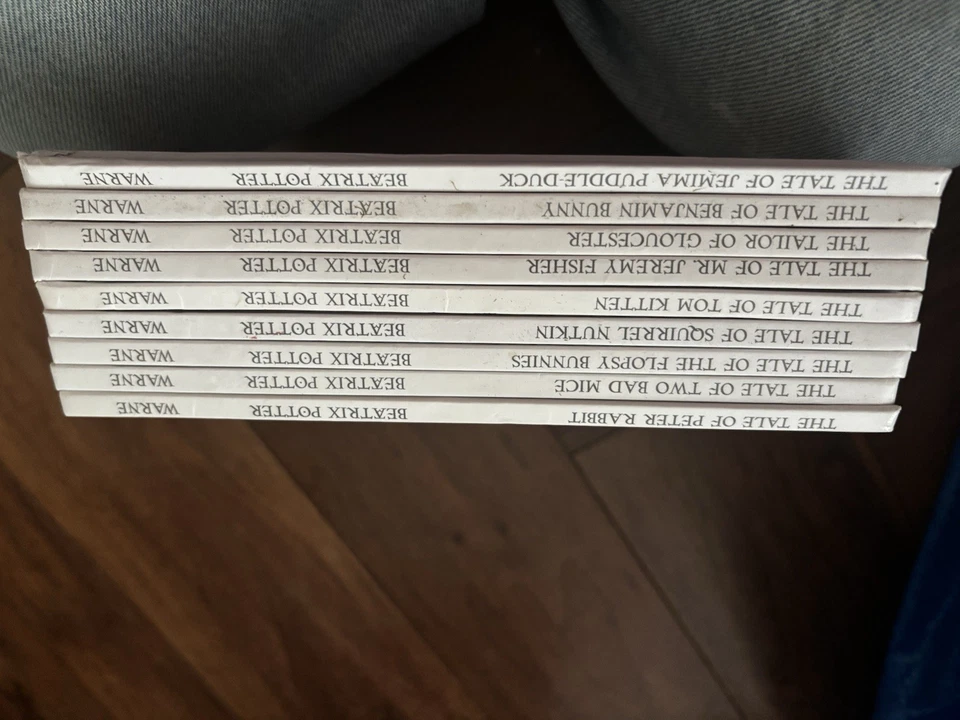 THE TALE OF PETER RABBIT BEATRIX POTTER WARNE
THE TALE OF TWO BAD MICE BEATRIX POTTER WARNE
THE TALE OF THE FLOPSY BUNNIES BEATRIX POTTER WARNE
THE TALE OF SQUIRREL NUTKIN BEATRIX POTTER WARNE
THE TALE OF TOM KITTEN BEATRIX POTTER WARNE
THE TALE OF MR. JEREMY FISHER BEATRIX POTTER WARNE
THE TAILOR OF GLOUCESTER BEATRIX POTTER WARNE
THE TALE OF BENJAMIN BUNNY BEATRIX POTTER WARNE
THE TALE OF JEMIMA PUDDLE-DUCK BEATRIX POTTER WARNE